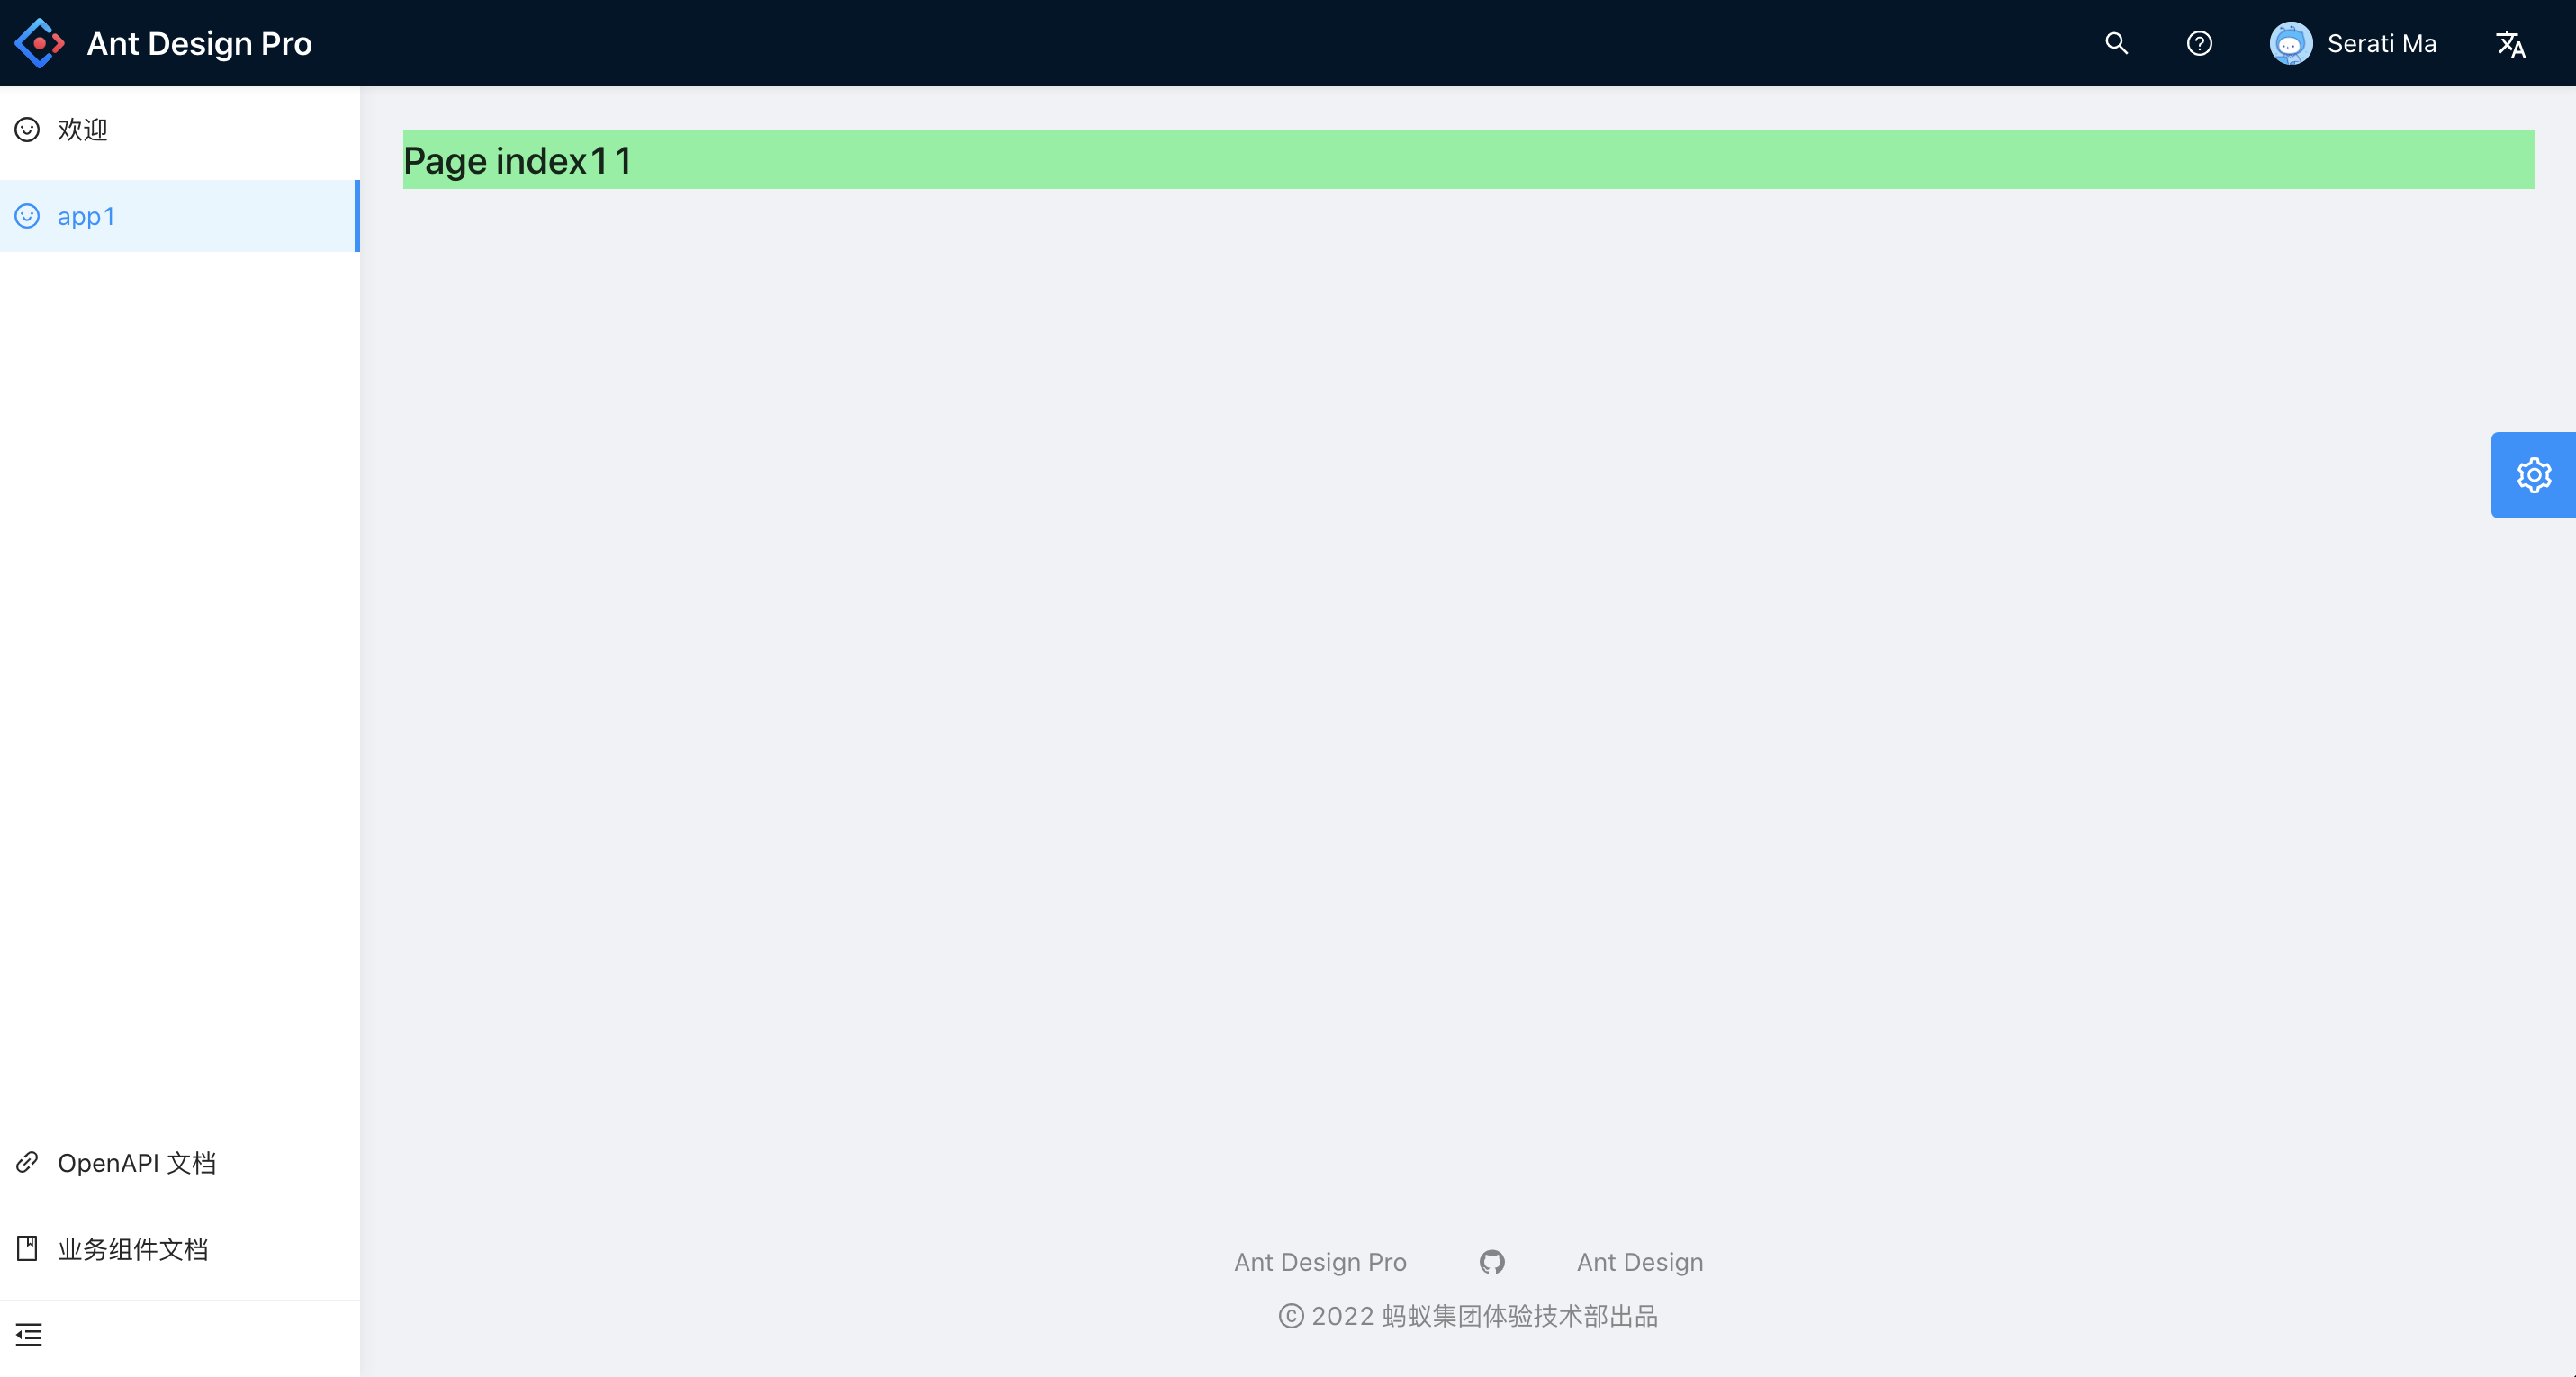 Ant Design Pro
Serati Ma
欢迎
app1
Page index11
OpenAPI 文档
业务组件文档
Ant Design Pro
Ant Design
© 2022 蚂蚁集团体验技术部出品